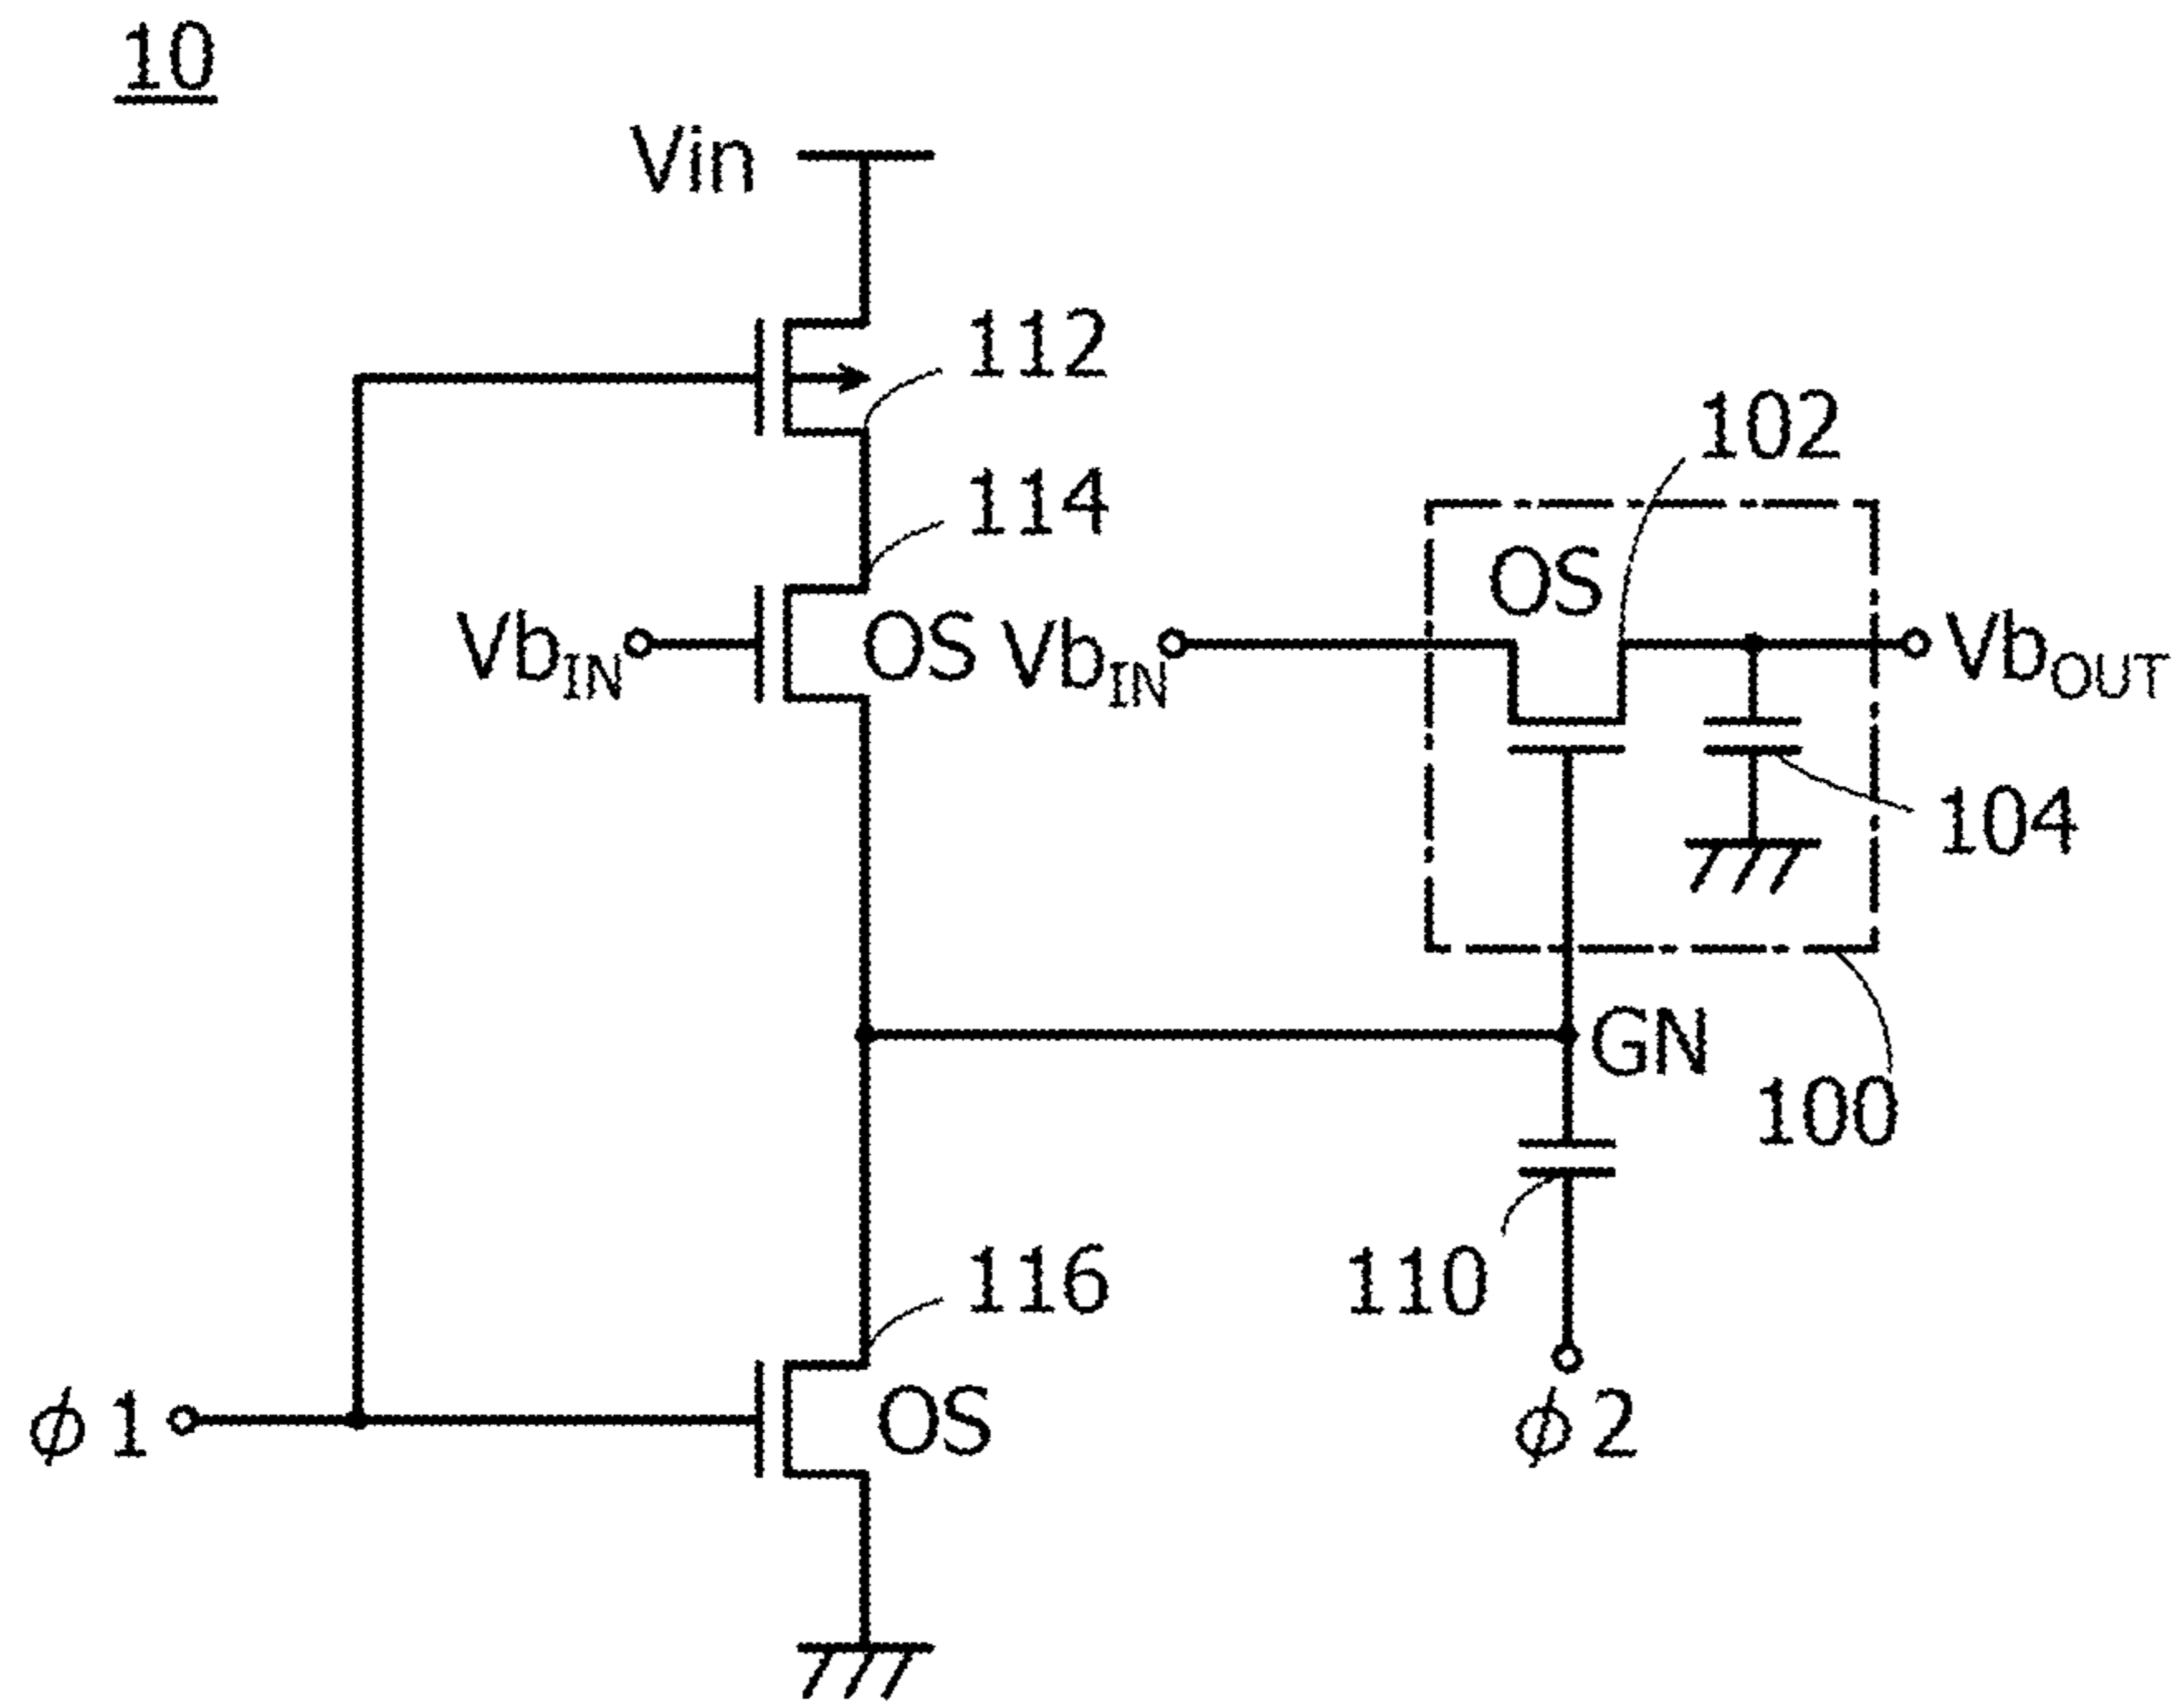 10
Vin
112
102
114
OS
Vb_IN
OS
Vb_IN
Vb_OUT
104
GN
100
116
110
OS
ϕ1
ϕ2